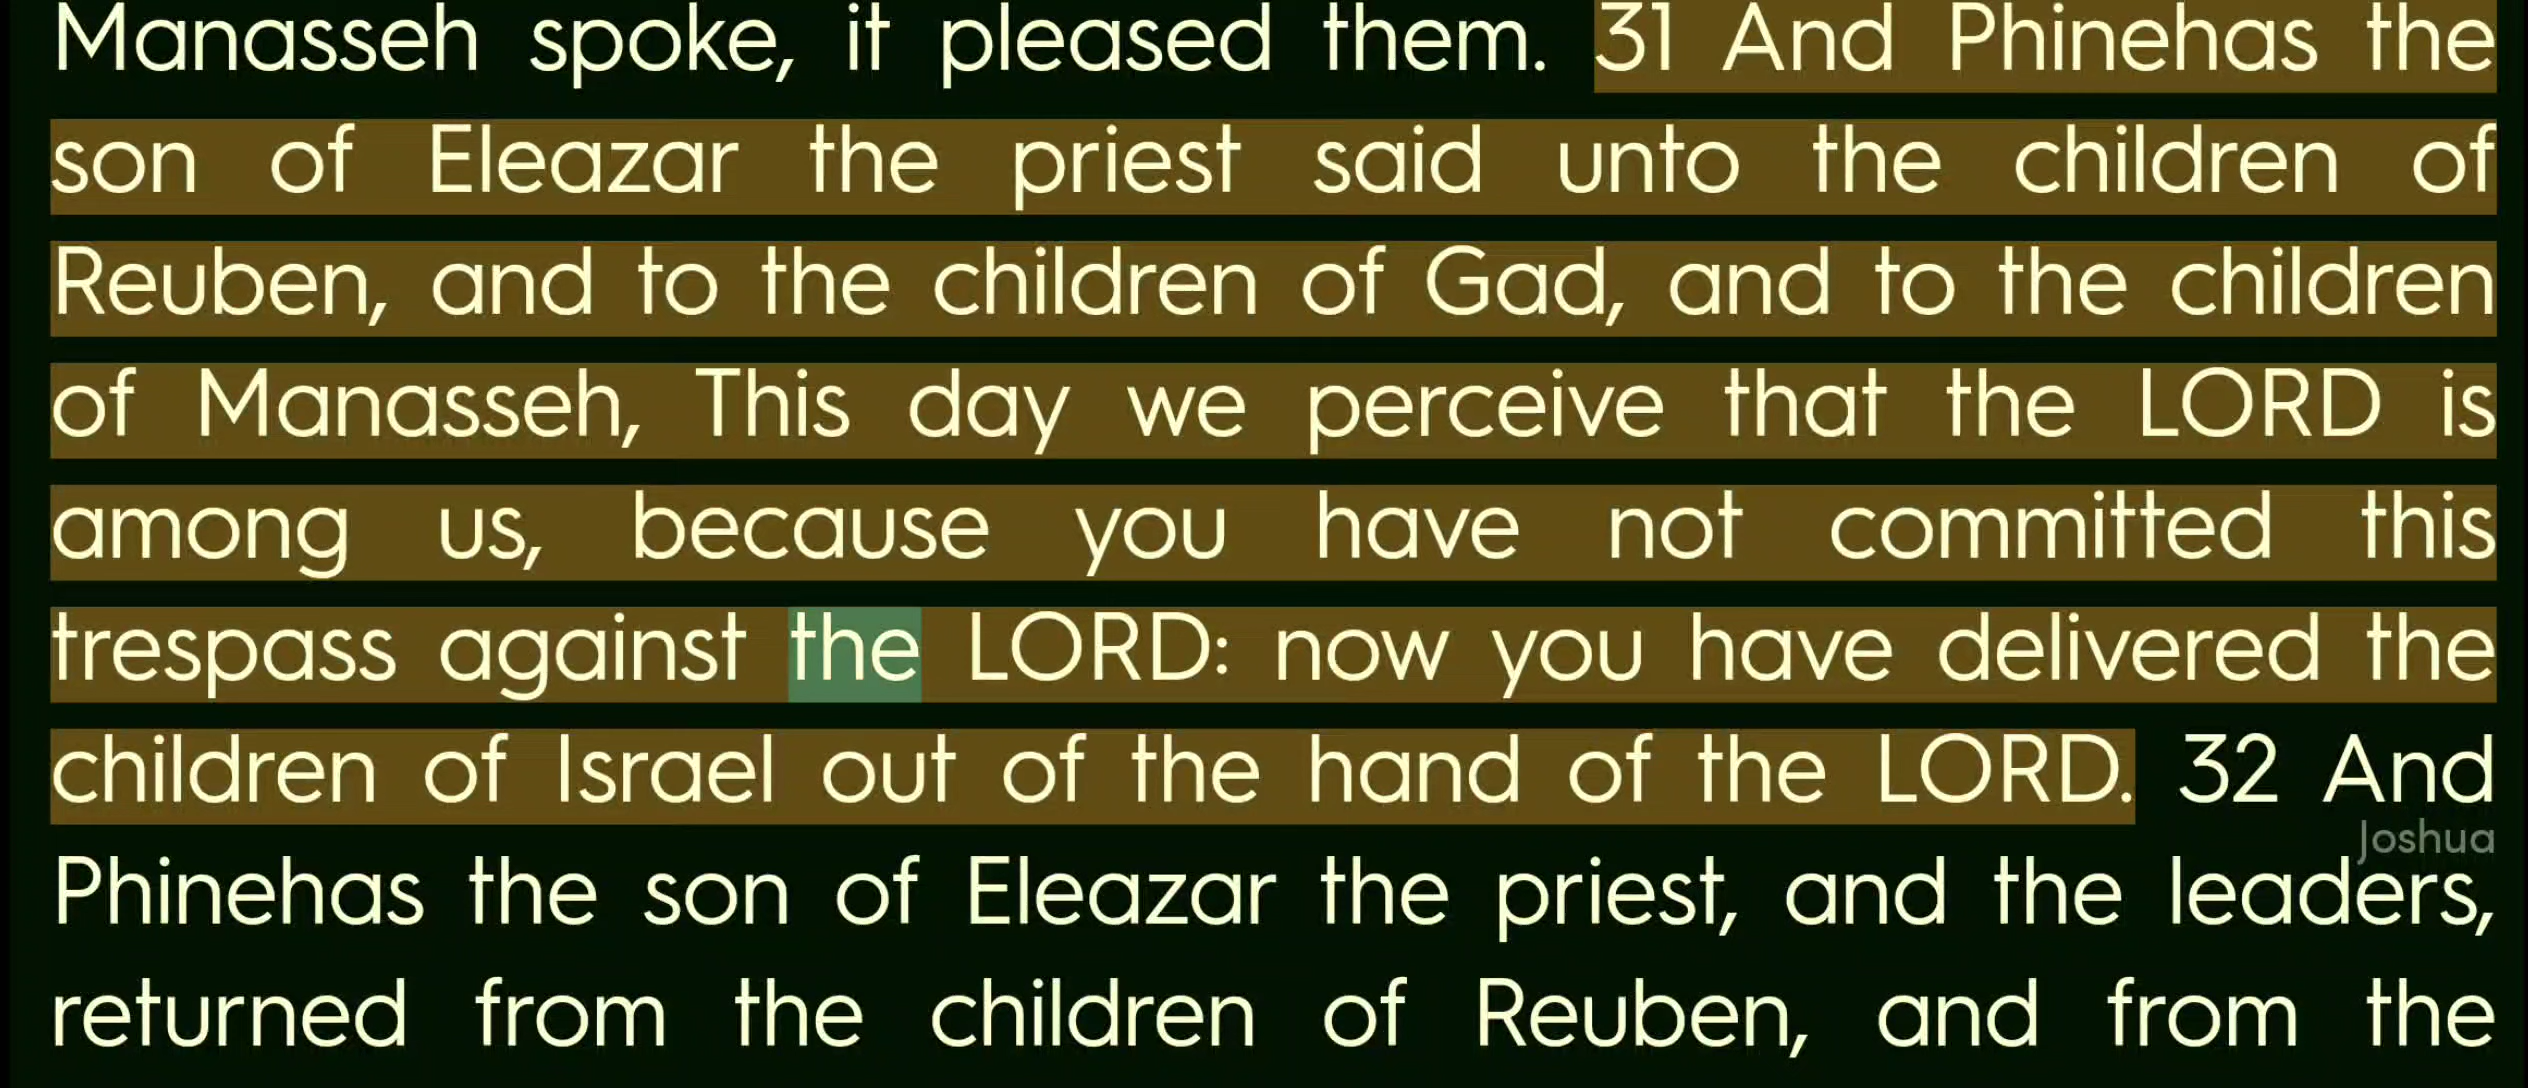 Manasseh spoke, it pleased them. 31 And Phinehas the
son of Eleazar the priest said unto the children of
Reuben, and to the children of Gad, and to the children
of Manasseh, This day we perceive that the LORD is
among us, because you have not committed this
trespass against the LORD: now you have delivered the
children of Israel out of the hand of the LORD. 32 And
Joshua
Phinehas the son of Eleazar the priest, and the leaders,
returned from the children of Reuben, and from the